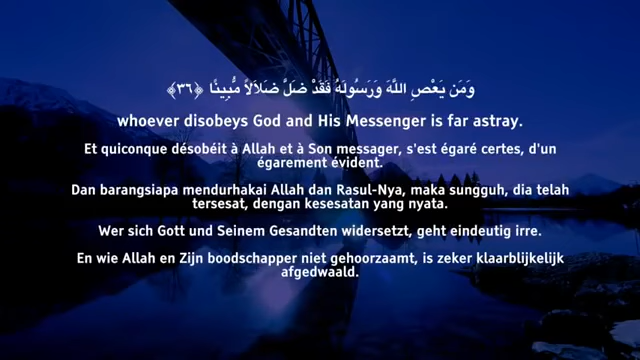 وَمَن يَعْصِ اللَّهَ وَرَسُولَهُ فَقَدْ ضَلَّ ضَلَالًا مُّبِينًا ﴿٣٦﴾
whoever disobeys God and His Messenger is far astray.
Et quiconque désobéit à Allah et à Son messager, s'est égaré certes, d'un
égarement évident.
Dan barangsiapa mendurhakai Allah dan Rasul-Nya, maka sungguh, dia telah
tersesat, dengan kesesatan yang nyata.
Wer sich Gott und Seinem Gesandten widersetzt, geht eindeutig irre.
En wie Allah en Zijn boodschapper niet gehoorzaamt, is zeker klaarblijkelijk
afgedwaald.